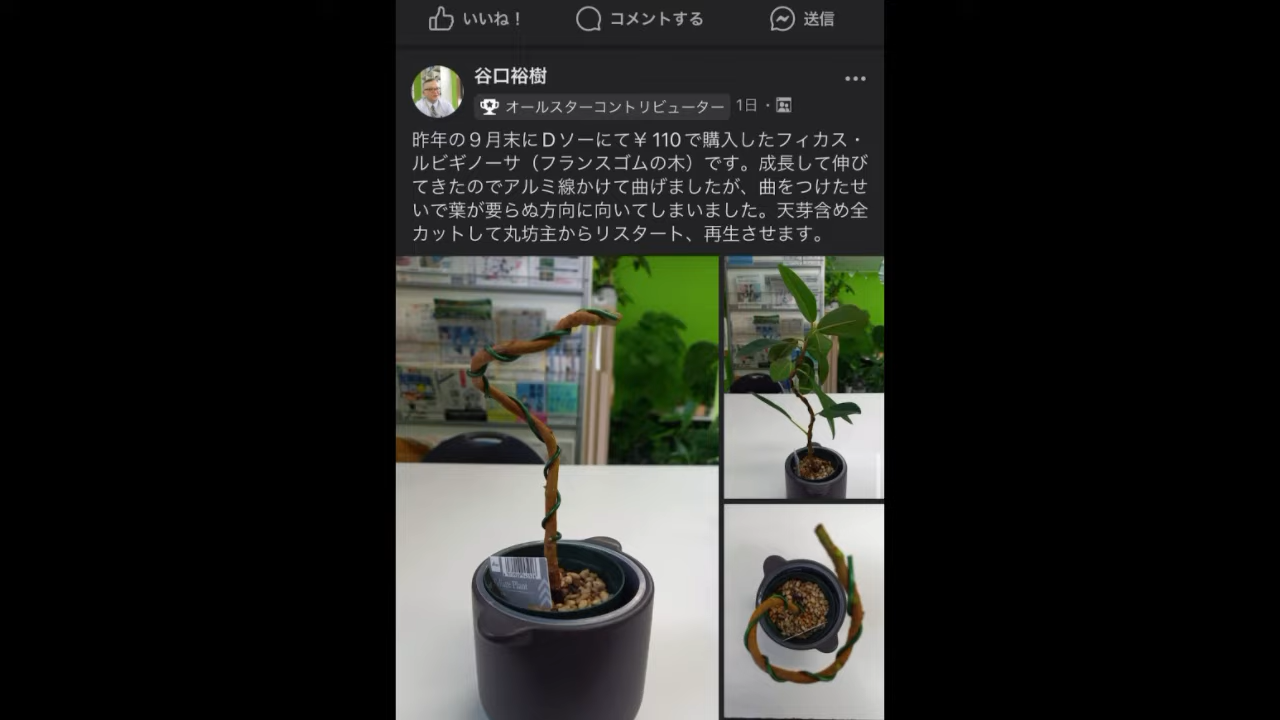 いいね！
コメントする
送信
谷口裕樹
オールスターコントリビューター 1日・
昨年の９月末にＤソーにて￥110で購入したフィカス・
ルビギノーサ（フランスゴムの木）です。成長して伸び
てきたのでアルミ線かけて曲げましたが、曲をつけたせ
いで葉が要らぬ方向に向いてしまいました。天芽含め全
カットして丸坊主からリスタート、再生させます。